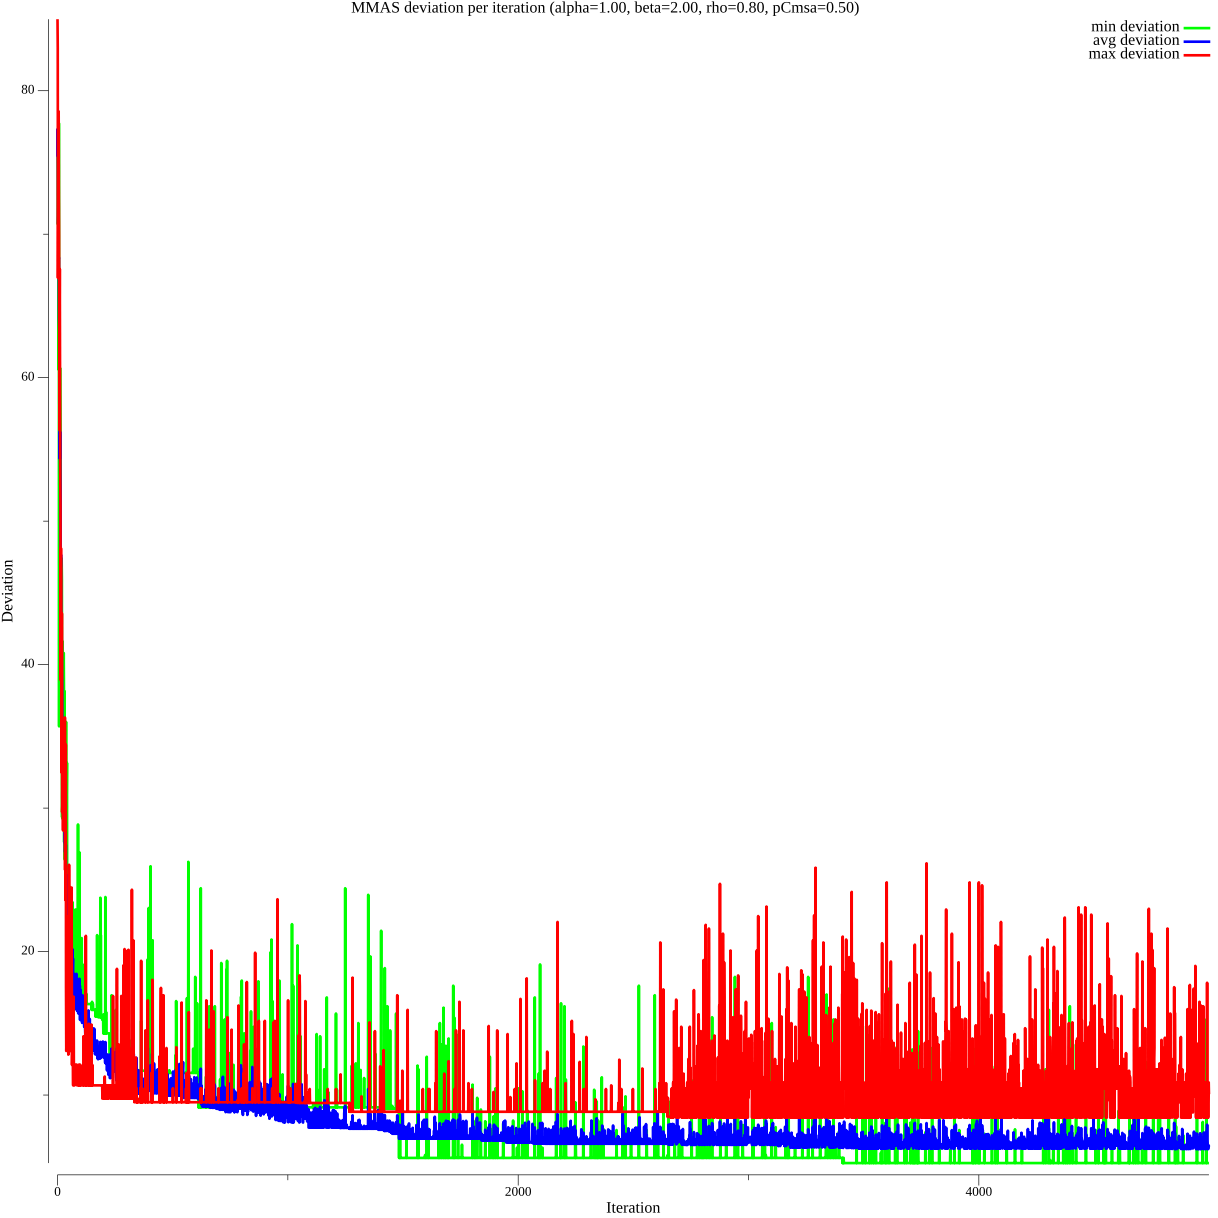 MMAS deviation per iteration (alpha=1.00, beta=2.00, rho=0.80, pCmsa=0.50)
min deviation
avg deviation
max deviation
80
60
40
20
Deviation
0
2000
4000
Iteration